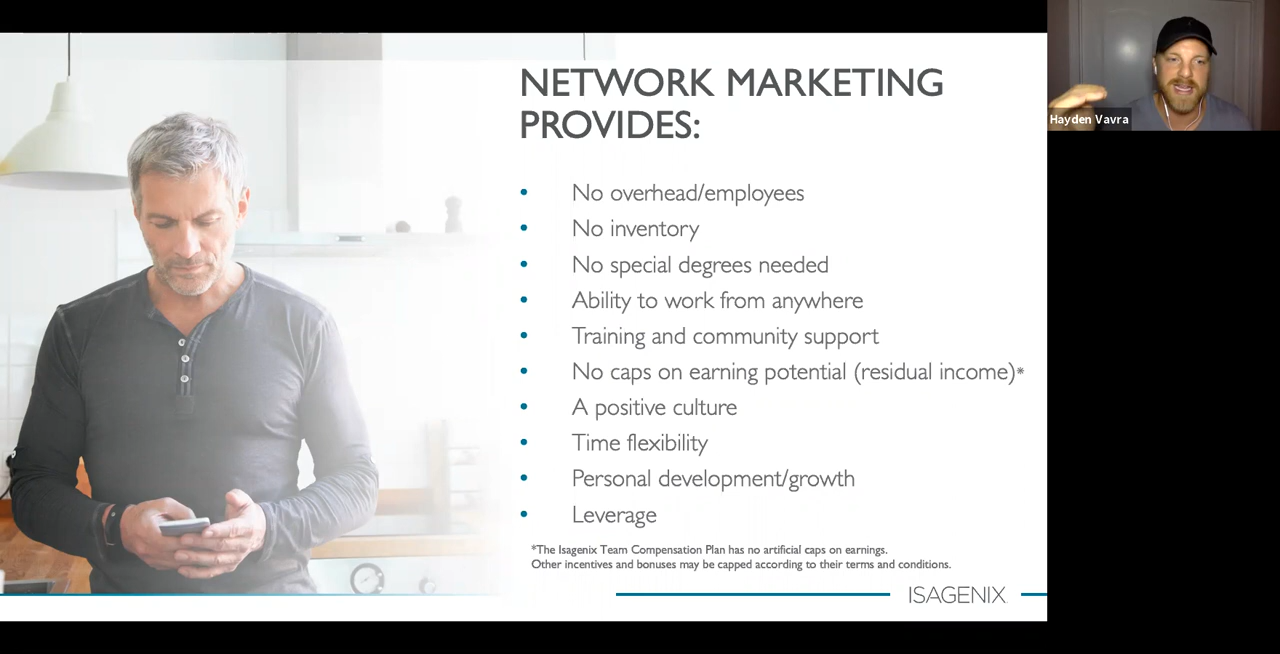 NETWORK MARKETING
PROVIDES:
• No overhead/employees
• No inventory
• No special degrees needed
• Ability to work from anywhere
• Training and community support
• No caps on earning potential (residual income)*
• A positive culture
• Time flexibility
• Personal development/growth
• Leverage
*The Isagenix Team Compensation Plan has no artificial caps on earnings.
Other incentives and bonuses may be capped according to their terms and conditions.
ISAGENIX
Hayden Vavra